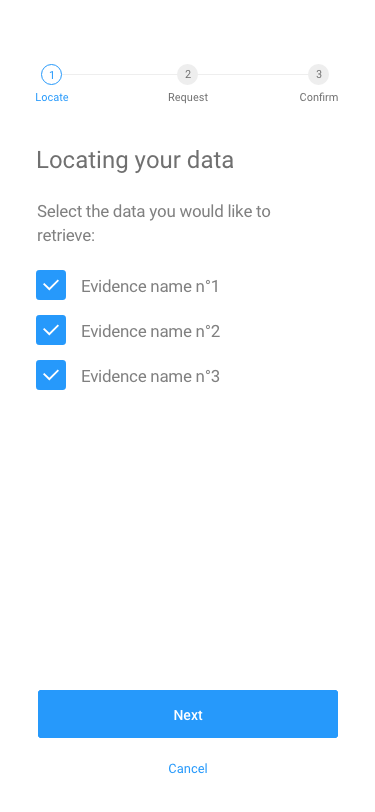 1
2
3
Locate
Request
Confirm
Locating your data
Select the data you would like to
retrieve:
Evidence name n°1
Evidence name n°2
Evidence name n°3
Next
Cancel